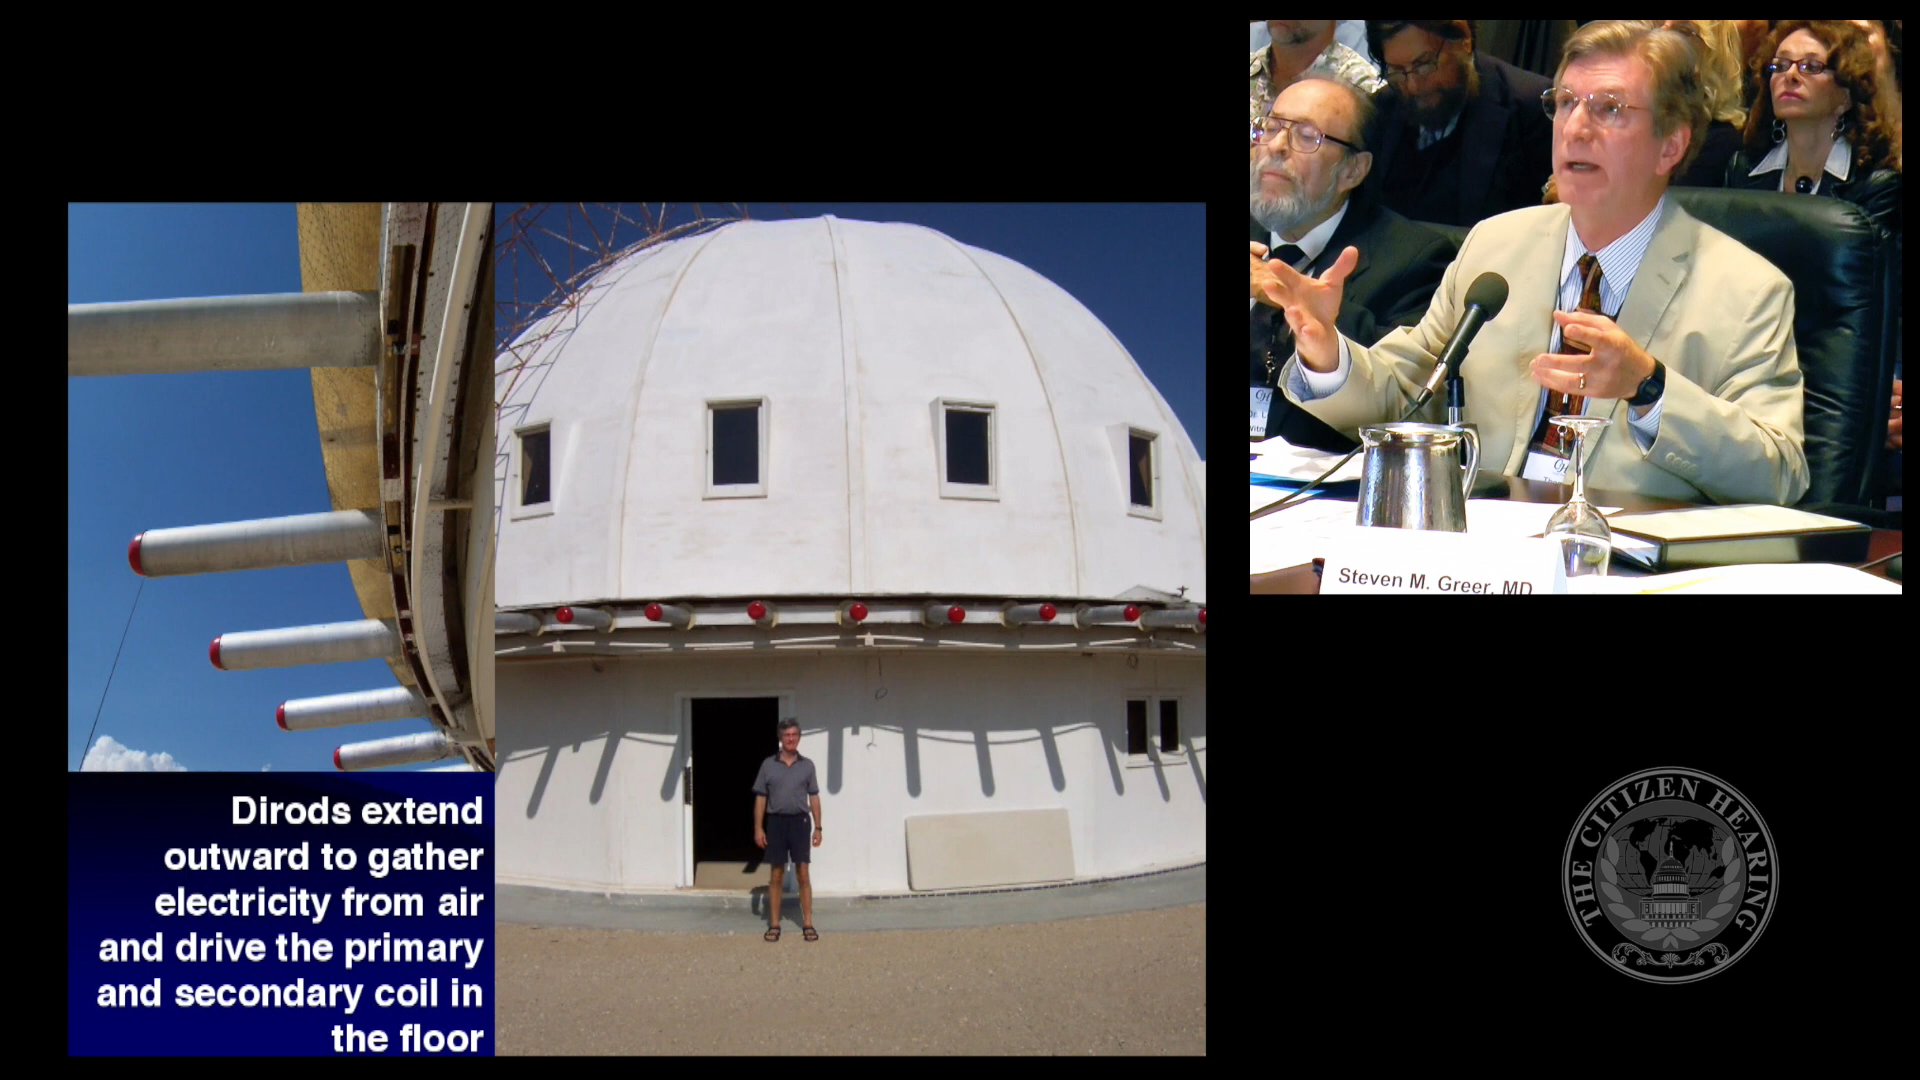 Dirods extend
outward to gather
electricity from air
and drive the primary
and secondary coil in
the floor
Steven M. Greer, MD
THE CITIZEN HEARING